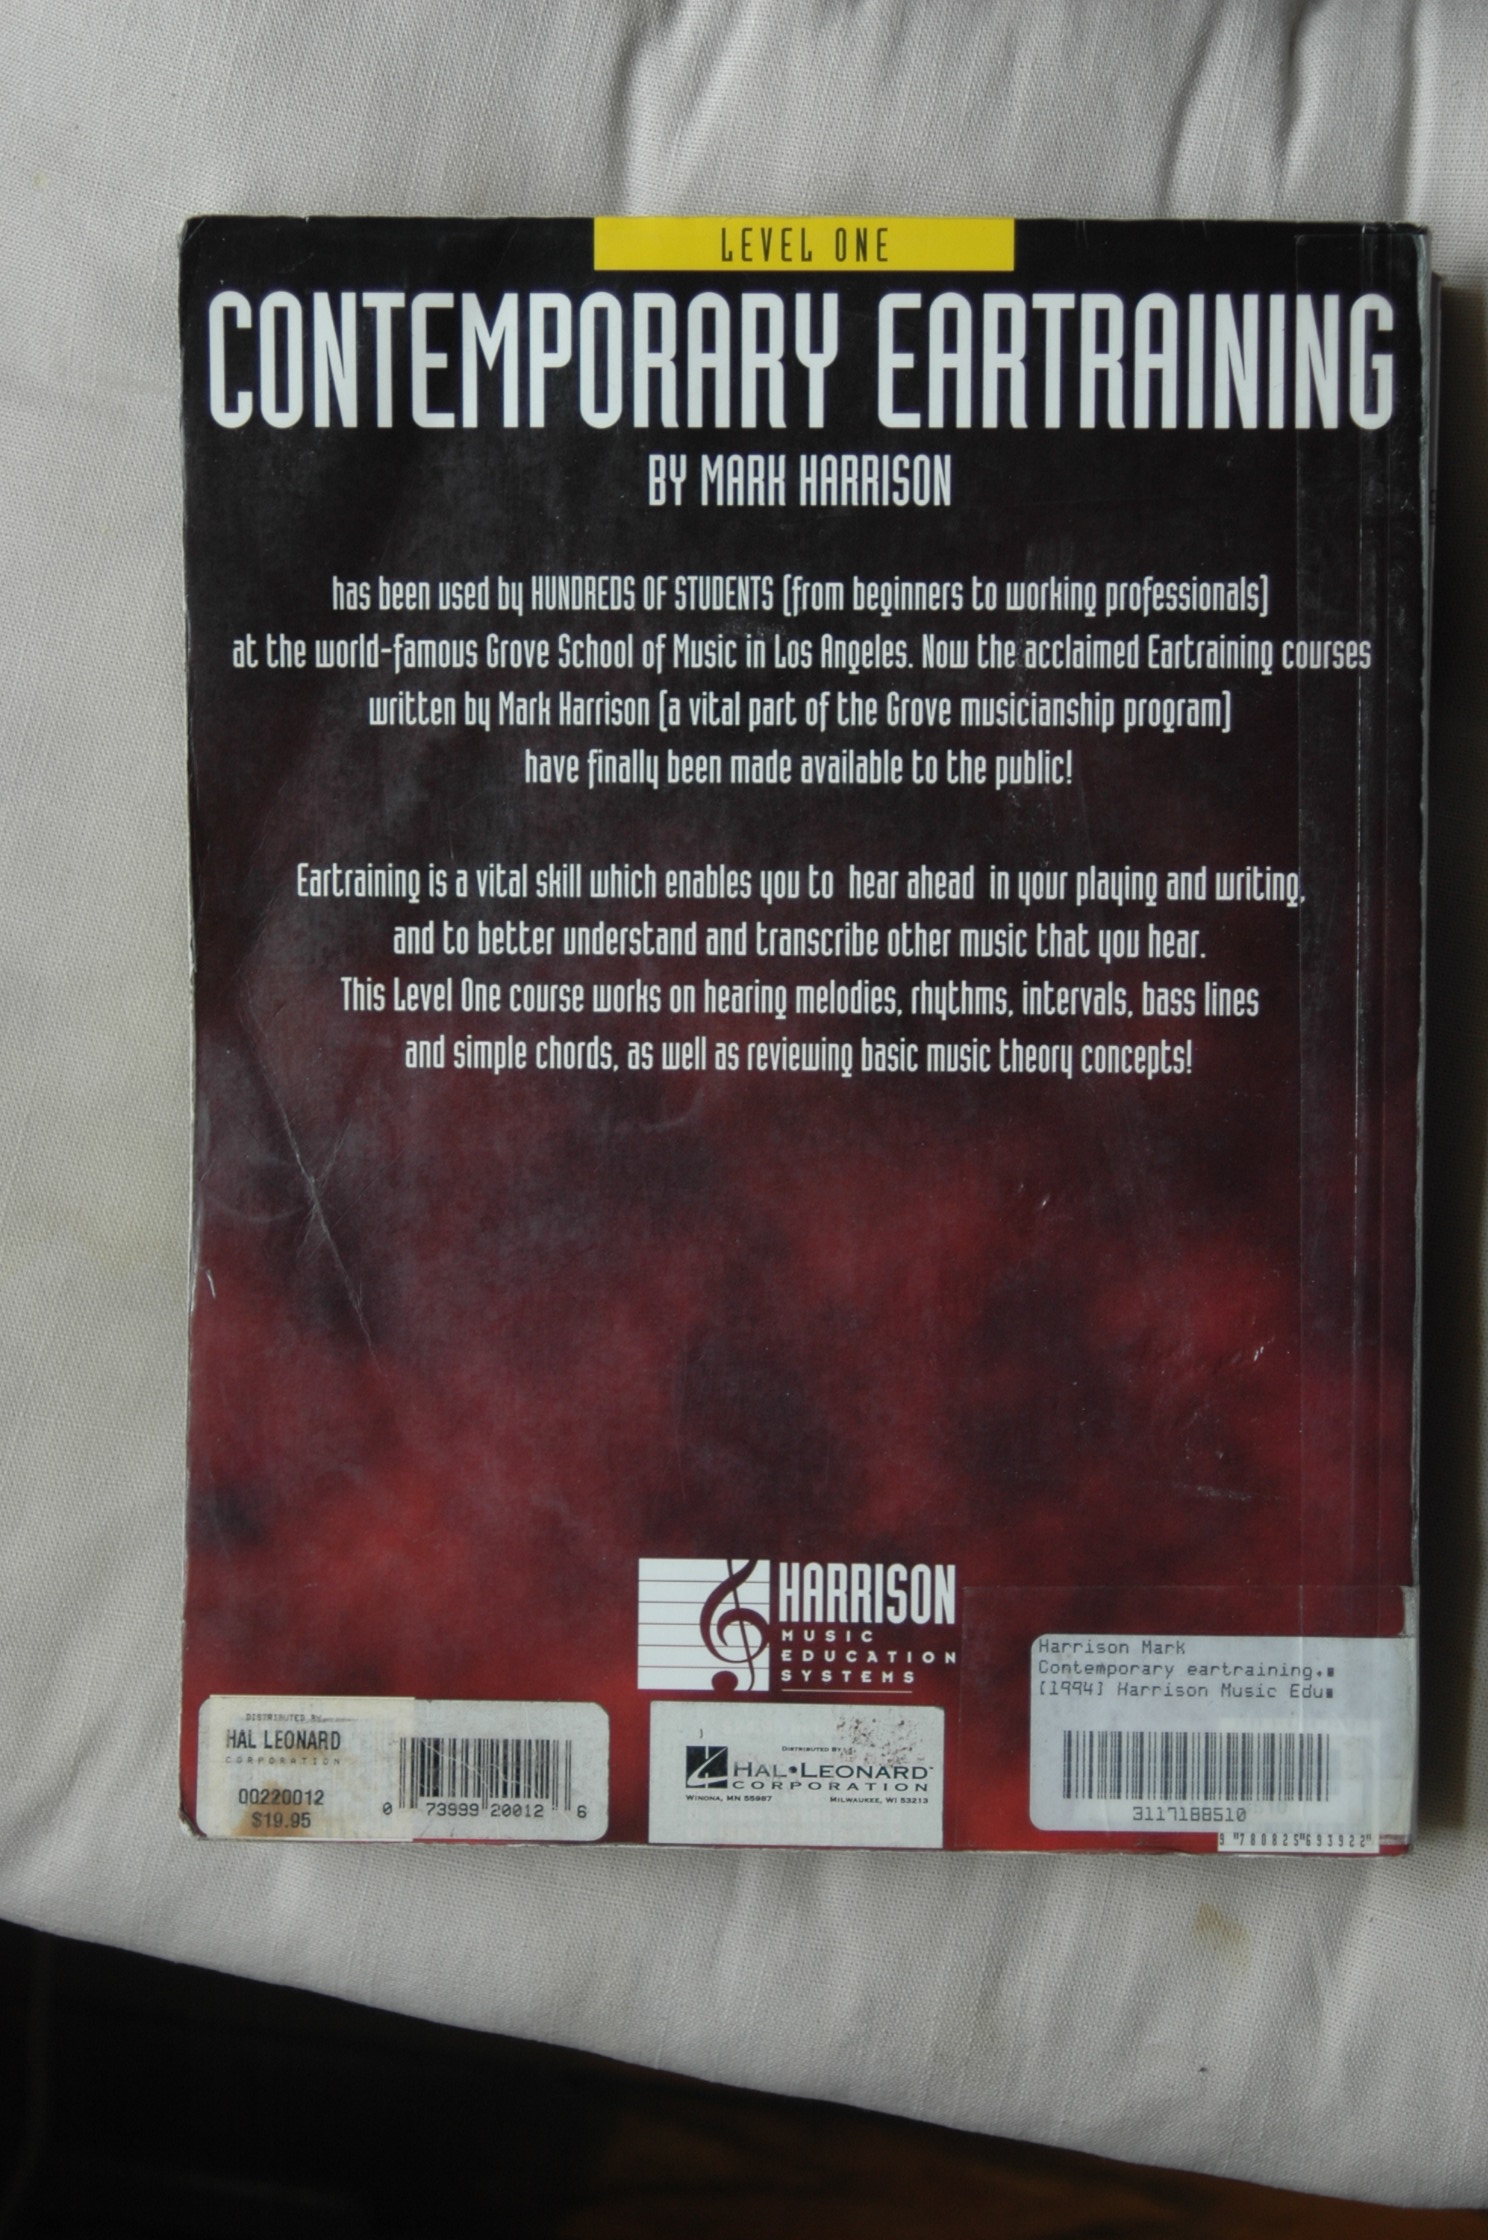 LEVEL ONE
CONTEMPORARY EARTRAINING
BY MARK HARRISON
has been used by HUNDREDS OF STUDENTS (from beginners to working professionals)
at the world-famous Grove School of Music in Los Angeles. Now the acclaimed Eartraining courses
written by Mark Harrison (a vital part of the Grove musicianship program)
have finally been made available to the public!
Eartraining is a vital skill which enables you to hear ahead in your playing and writing,
and to better understand and transcribe other music that you hear.
This Level One course works on hearing melodies, rhythms, intervals, bass lines
and simple chords, as well as reviewing basic music theory concepts!
HARRISON
MUSIC
EDUCATION
SYSTEMS
DISTRIBUTED BY
HAL LEONARD
CORPORATION
00220012
$19.95
0 73999 20012 6
DISTRIBUTED BY
HAL•LEONARD™
CORPORATION
WINONA, MN 55987 MILWAUKEE, WI 53213
Harrison Mark
Contemporary eartraining.
[1994] Harrison Music Edu
3117188510
9 "780825"693922"